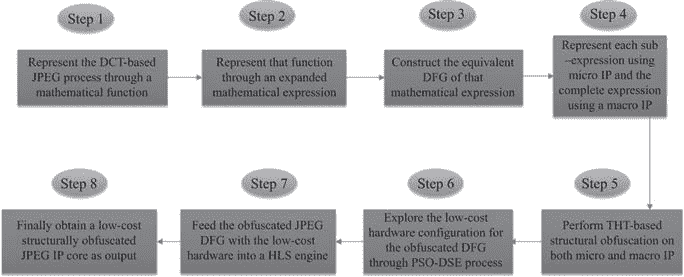 Step 1
Represent the DCT-based
JPEG process through a
mathematical function
Step 2
Represent that function
through an expanded
mathematical expression
Step 3
Construct the equivalent
DFG of that
mathematical expression
Step 4
Represent each sub
–expression using
micro IP and the
complete expression
using a macro IP
Step 5
Perform THT-based
structural obfuscation on
both micro and macro IP
Step 6
Explore the low-cost
hardware configuration for
the obfuscated DFG
through PSO-DSE process
Step 7
Feed the obfuscated JPEG
DFG with the low-cost
hardware into a HLS engine
Step 8
Finally obtain a low-cost
structurally obfuscated
JPEG IP core as output